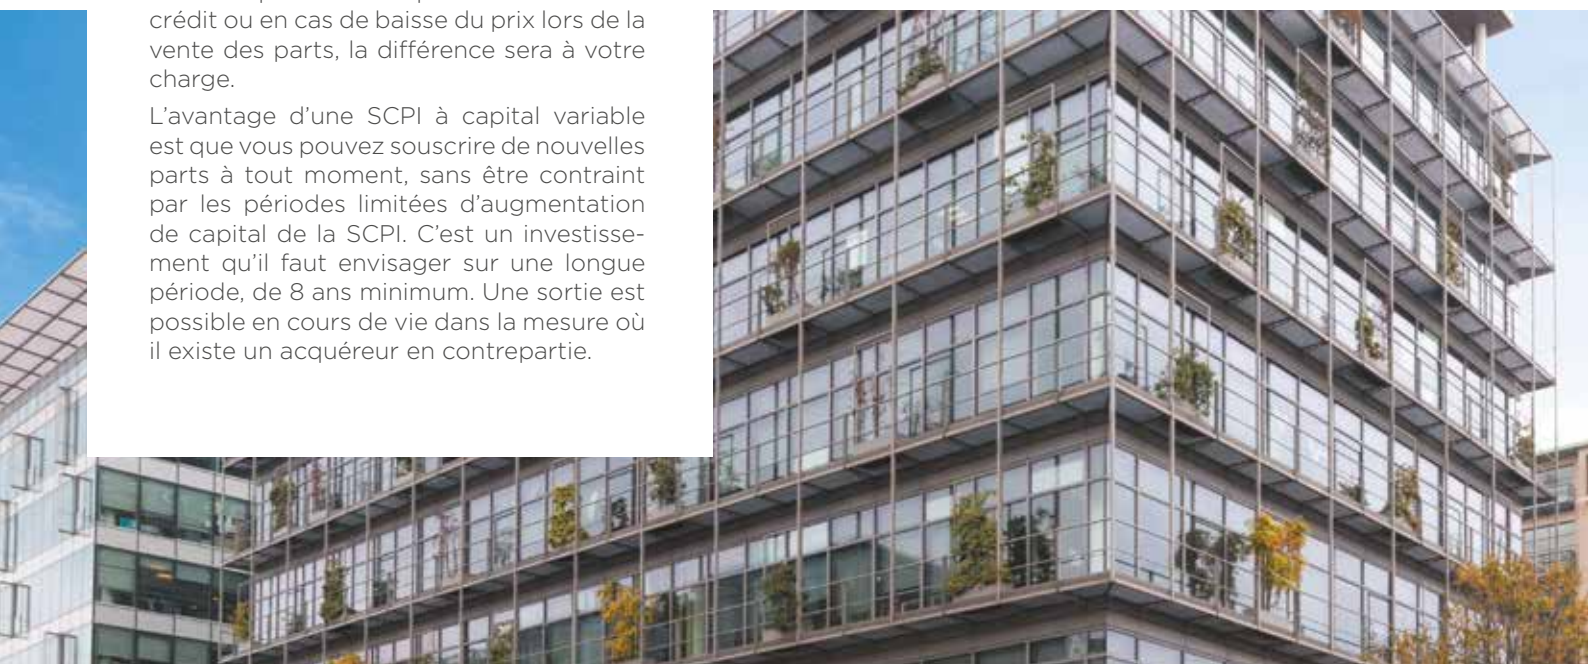 crédit ou en cas de baisse du prix lors de la
vente des parts, la différence sera à votre
charge.
L'avantage d'une SCPI à capital variable
est que vous pouvez souscrire de nouvelles
parts à tout moment, sans être contraint
par les périodes limitées d'augmentation
de capital de la SCPI. C'est un investisse-
ment qu'il faut envisager sur une longue
période, de 8 ans minimum. Une sortie est
possible en cours de vie dans la mesure où
il existe un acquéreur en contrepartie.